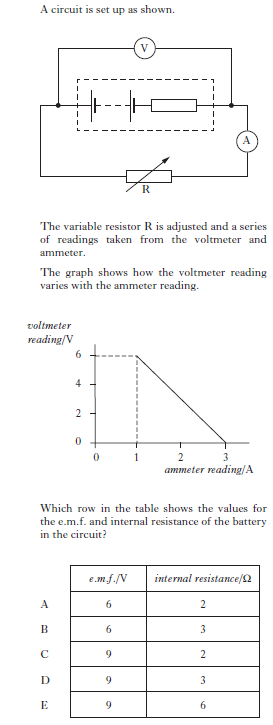 A circuit is set up as shown.
V
A
R
The variable resistor R is adjusted and a series
of readings taken from the voltmeter and
ammeter.
The graph shows how the voltmeter reading
varies with the ammeter reading.
voltmeter
reading/V
6
4
2
0
0 1 2 3
ammeter reading/A
Which row in the table shows the values for
the e.m.f. and internal resistance of the battery
in the circuit?
e.m.f./V internal resistance/Ω
A 6 2
B 6 3
C 9 2
D 9 3
E 9 6